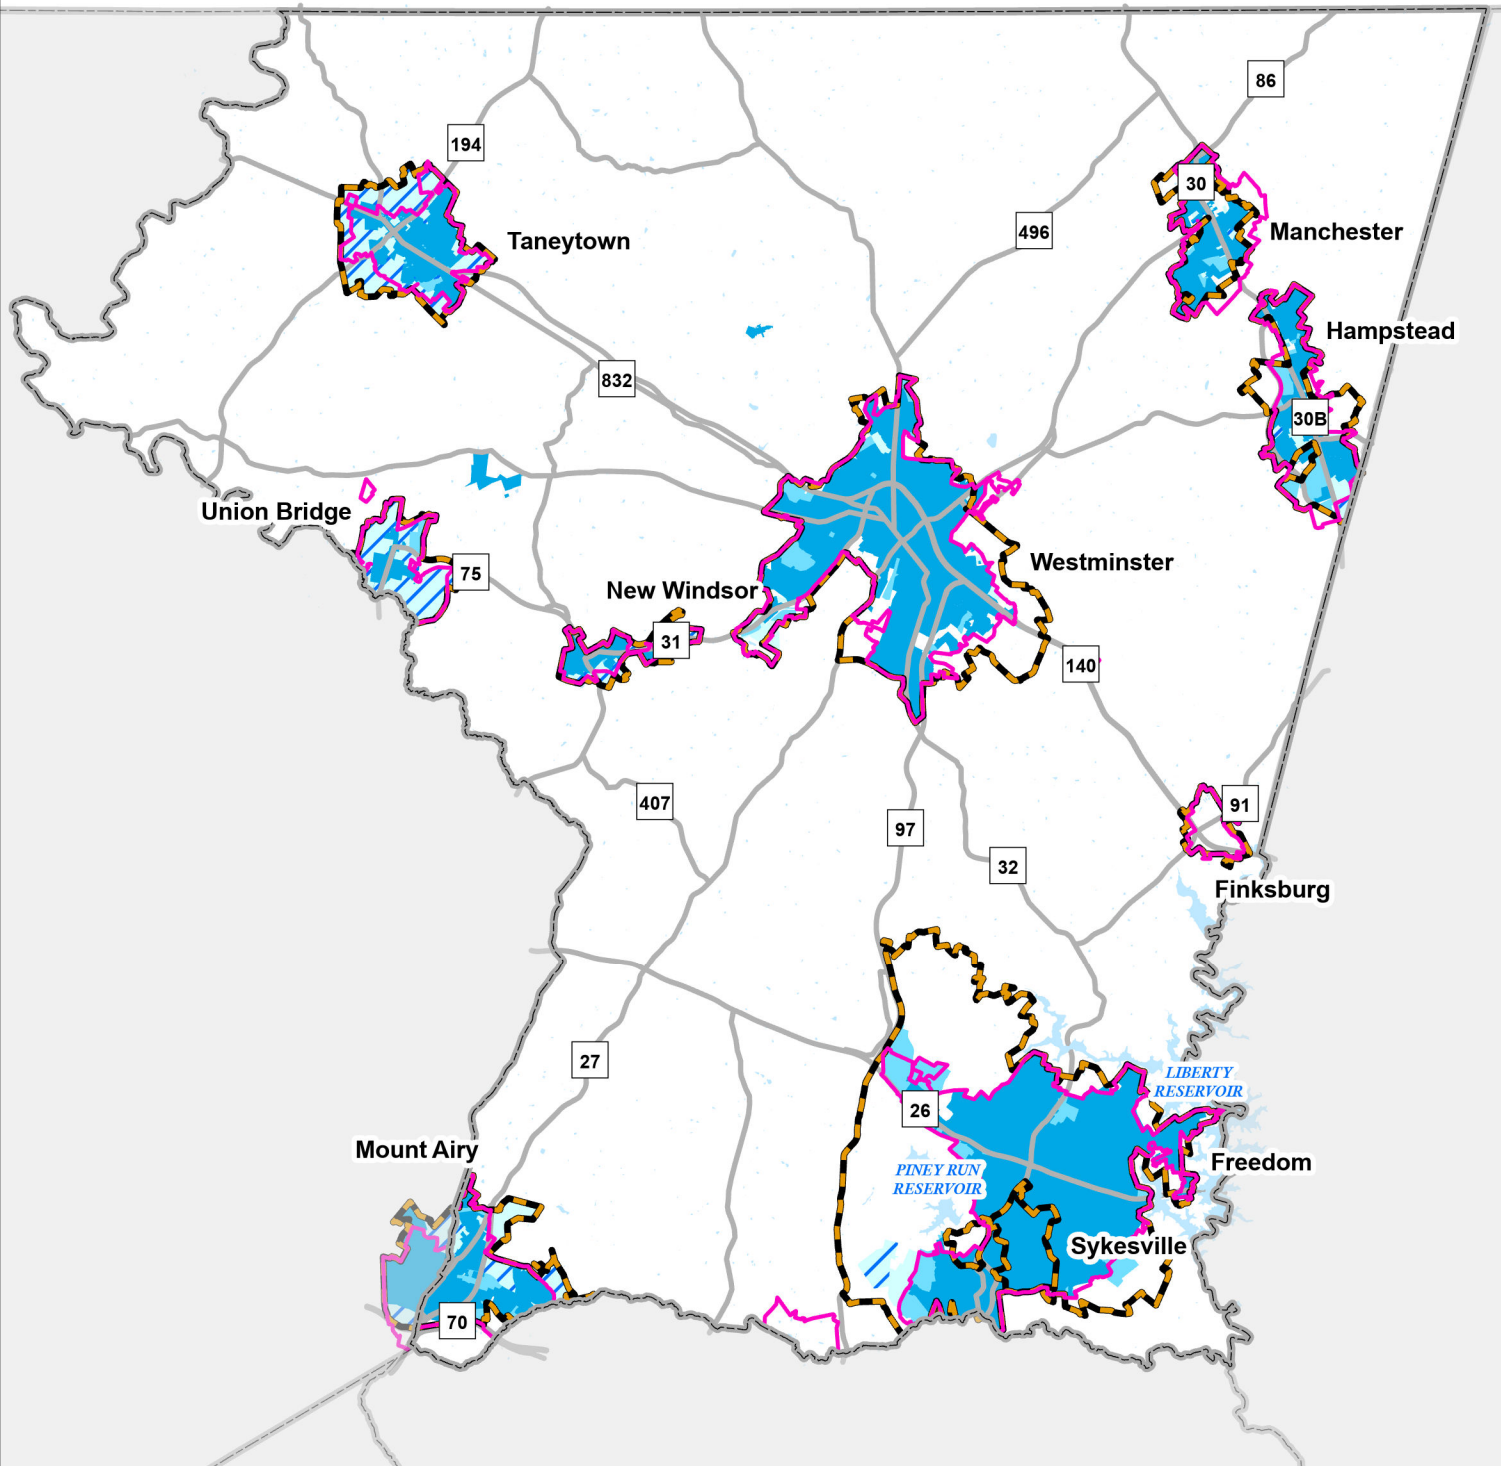 86
194
30
Manchester
496
Taneytown
Hampstead
832
30B
Union Bridge
Westminster
75
New Windsor
31
140
407
91
97
32
Finksburg
27
LIBERTY
RESERVOIR
26
Mount Airy
Freedom
PINEY RUN
RESERVOIR
Sykesville
70